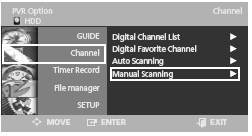 PVR Option Channel
HDD
GUIDE
Channel
Timer Record
File manager
SETUP
Digital Channel List
Digital Favorite Channel
Auto Scanning
Manual Scanning
MOVE ENTER EXIT